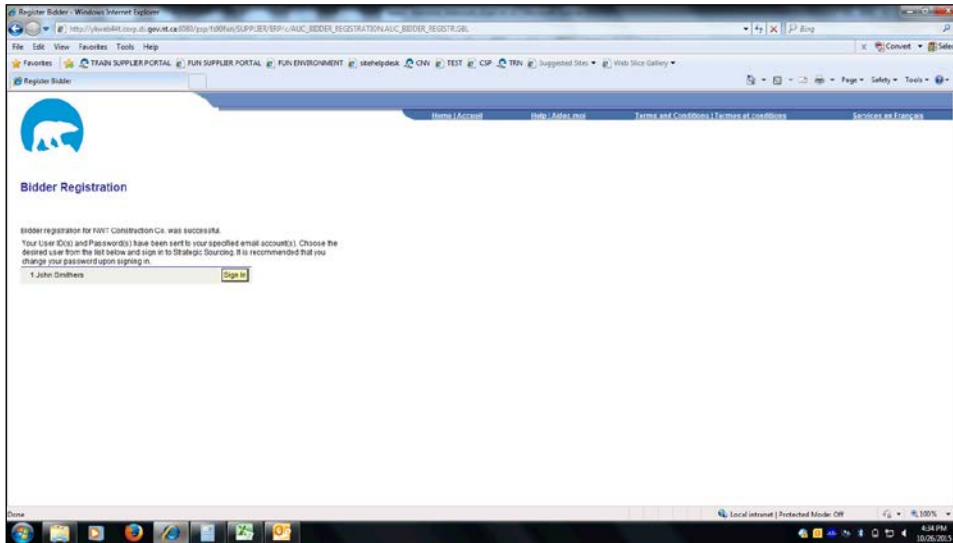 Register Bidder - Windows Internet Explorer
Bing
File Edit View Favorites Tools Help
Convert
Favorites TRAIN SUPPLIER PORTAL FUN SUPPLIER PORTAL FUN ENVIRONMENT sitehelpdesk CNV TEST CSP TRN Suggested Sites Web Slice Gallery
Register Bidder
Page Safety Tools
Home | Accueil Help | Aidez moi Terms and Conditions | Termes et conditions Services en Français
Bidder Registration
Bidder registration for NWT Construction Co. was successful.
Your User ID(s) and Password(s) have been sent to your specified email account(s). Choose the
desired user from the list below and sign in to Strategic Sourcing. It is recommended that you
change your password upon signing in.
1 John Smithers Sign In
Done
Local intranet | Protected Mode: Off 100%
4:34 PM
10/26/2015